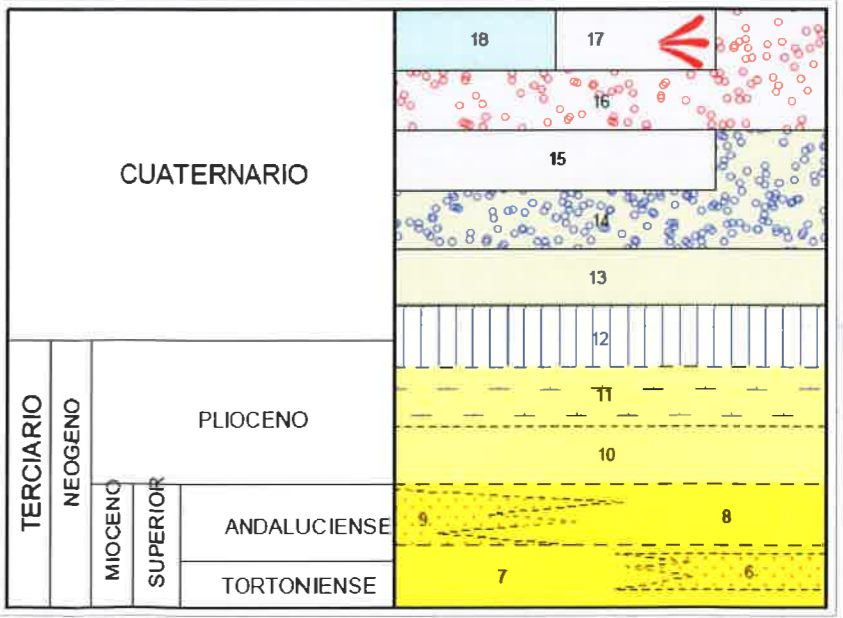 18 17
16
CUATERNARIO 15
14
13
12
TERCIARIO NEOGENO PLIOCENO 11
10
MIOCENO SUPERIOR ANDALUCIENSE 9 8
TORTONIENSE 7 6